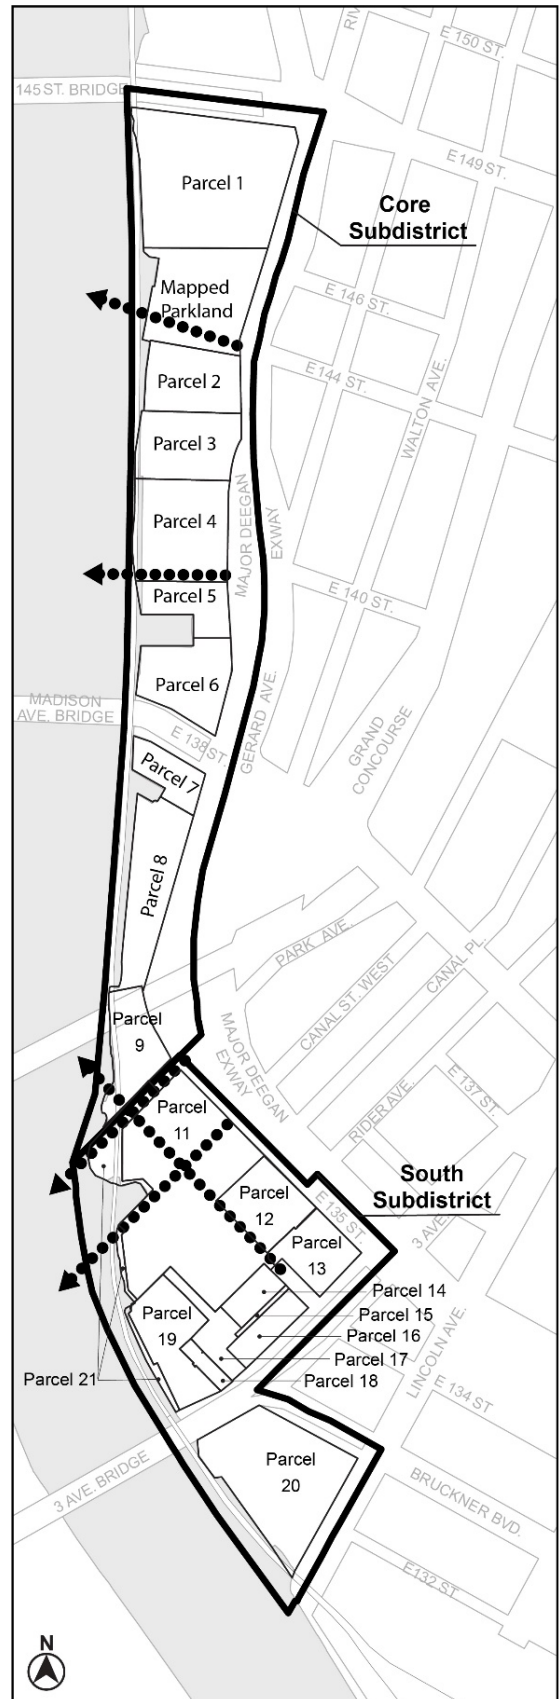 RIV
E 150 ST.
145 ST. BRIDGE
E 149 ST.
Parcel 1
Core
Subdistrict
Mapped
Parkland
E 146 ST.
E 144 ST.
WALTON AVE.
Parcel 2
Parcel 3
Parcel 4
MAJOR DEEGAN
EXWAY
Parcel 5
E 140 ST.
Parcel 6
MADISON
AVE. BRIDGE
E 138 ST
GERARD AVE.
GRAND
CONCOURSE
Parcel 7
Parcel 8
PARK AVE.
CANAL ST. WEST
CANAL PL.
Parcel
9
MAJOR DEEGAN
EXWAY
RIDER AVE.
E 137 ST.
Parcel
11
South
Subdistrict
Parcel
12
E 135 ST.
3 AVE.
Parcel
13
Parcel 14
Parcel 15
Parcel 16
Parcel 17
Parcel 18
Parcel
19
Parcel 21
LINCOLN AVE.
E 134 ST
3 AVE. BRIDGE
Parcel
20
BRUCKNER BVD.
E132 ST
N